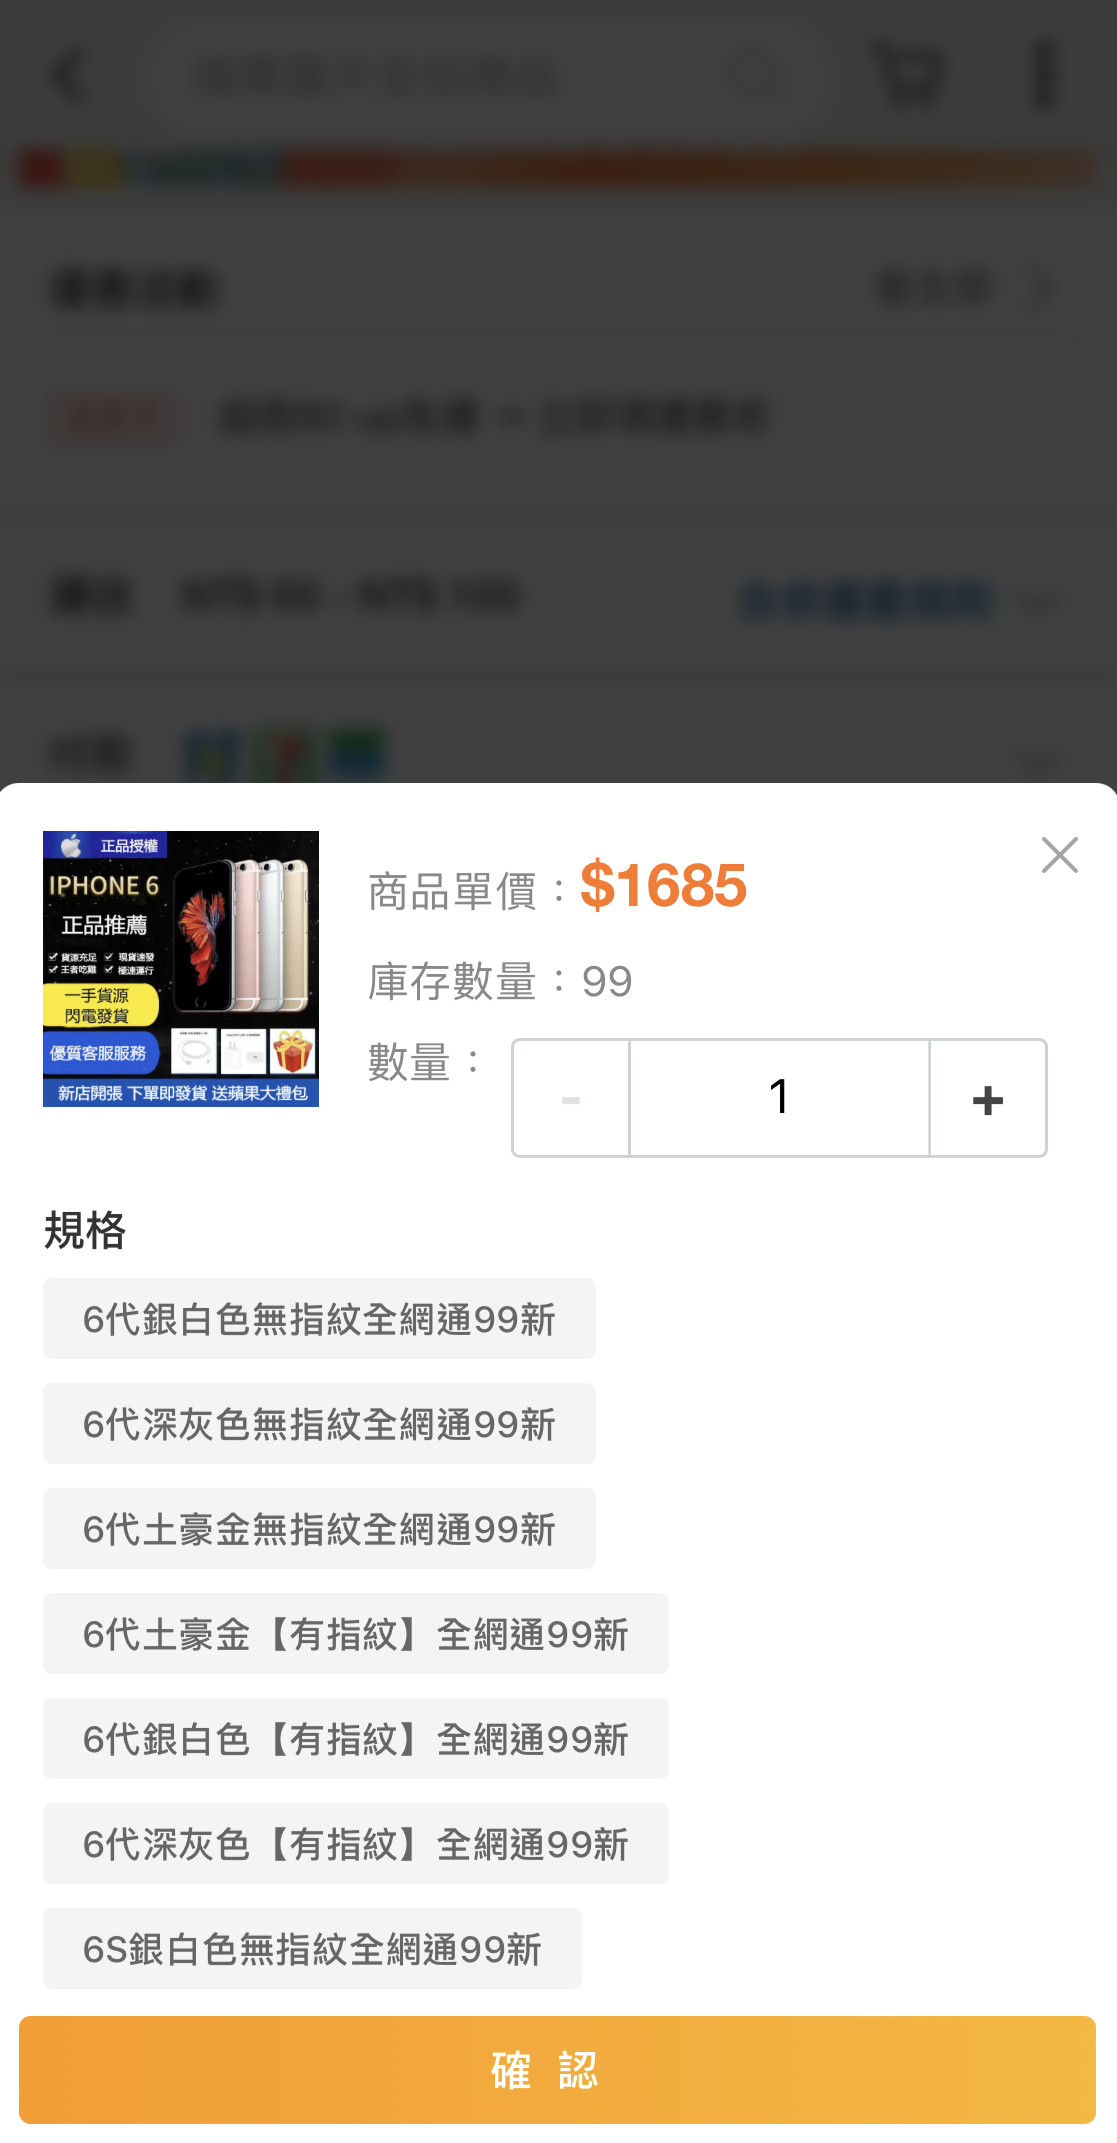 NT$ 60 - NT$ 100
正品授權
IPHONE 6
正品推薦
貨源充足 現貨速發
王者吃雞 極速運行
一手貨源
閃電發貨
優質客服服務
新店開張 下單即發貨 送蘋果大禮包
商品單價：$1685
庫存數量：99
數量：
- 1 +
規格
6代銀白色無指紋全網通99新
6代深灰色無指紋全網通99新
6代土豪金無指紋全網通99新
6代土豪金【有指紋】全網通99新
6代銀白色【有指紋】全網通99新
6代深灰色【有指紋】全網通99新
6S銀白色無指紋全網通99新
確 認